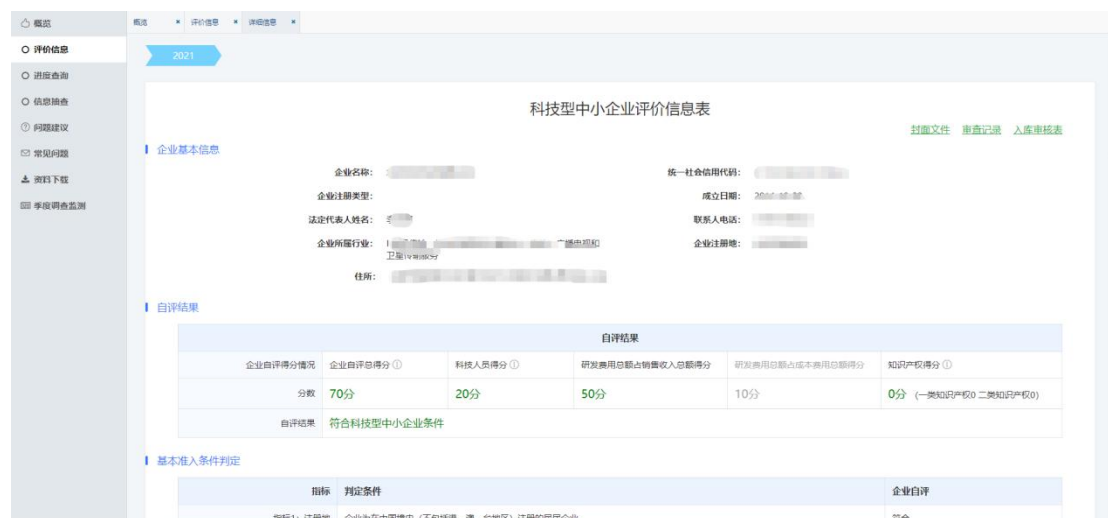 概览
评价信息
进度查询
信息抽查
问题建议
常见问题
资料下载
季度调查监测
概览 × 评价信息 × 详细信息 ×
2021
科技型中小企业评价信息表
封面文件 审查记录 入库审核表
企业基本信息
企业名称: 统一社会信用代码:
企业注册类型: 成立日期:
法定代表人姓名: 联系人电话:
企业所属行业: 广播电视和 企业注册地:
卫星传输服务
住所:
自评结果
自评结果
企业自评得分情况 企业自评总得分 科技人员得分 研发费用总额占销售收入总额得分 研发费用总额占成本费用总额得分 知识产权得分
分数 70分 20分 50分 10分 0分 (一类知识产权0 二类知识产权0)
自评结果 符合科技型中小企业条件
基本准入条件判定
指标 判定条件 企业自评